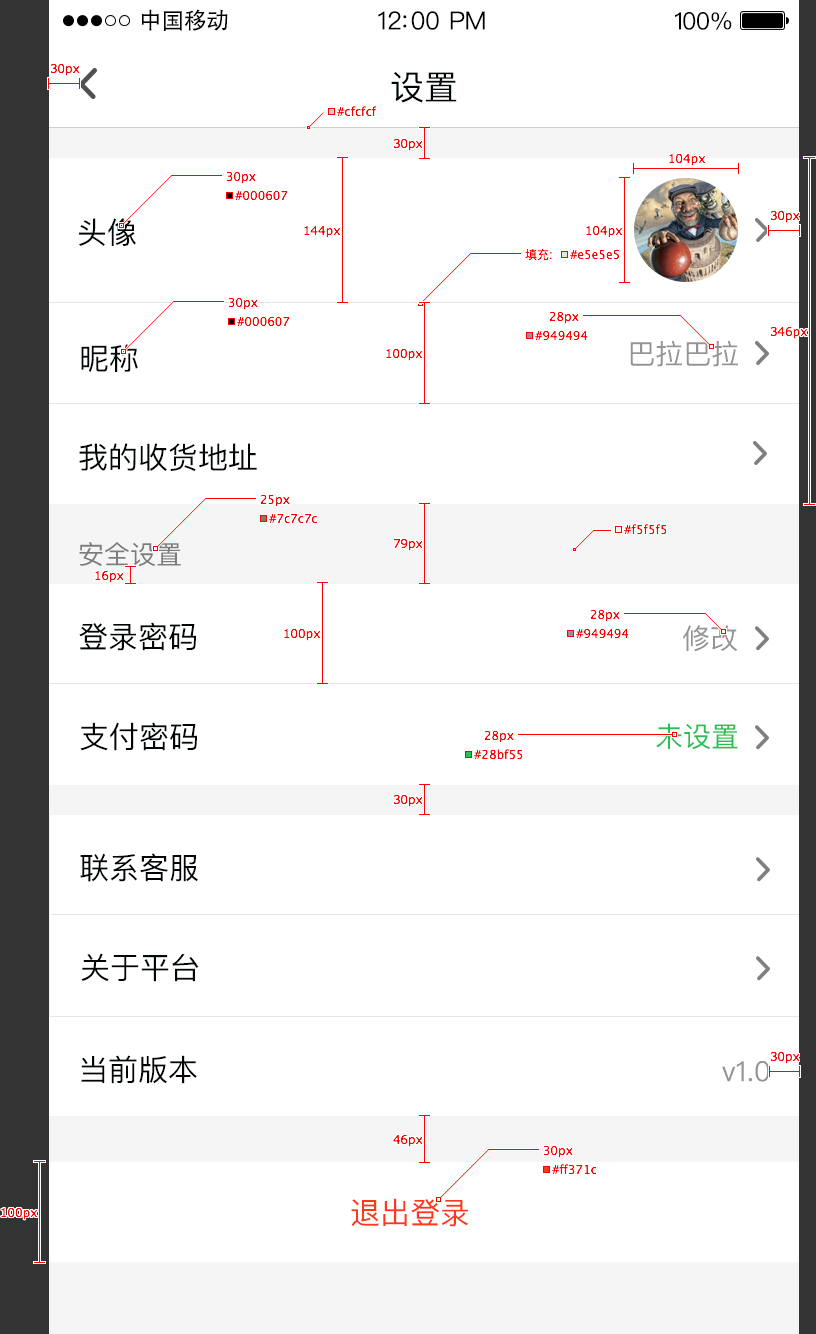 中国移动 12:00 PM 100%
30px
设置
#cfcfcf
30px
104px
30px
#000607
头像
144px
104px
30px
填充: #e5e5e5
30px
#000607
昵称
100px
28px
#949494
巴拉巴拉
346px
我的收货地址
25px
#7c7c7c
安全设置
16px
79px
#f5f5f5
登录密码
100px
28px
#949494
修改
支付密码
28px
#28bf55
未设置
30px
联系客服
关于平台
当前版本
v1.0
30px
46px
30px
#ff371c
100px
退出登录